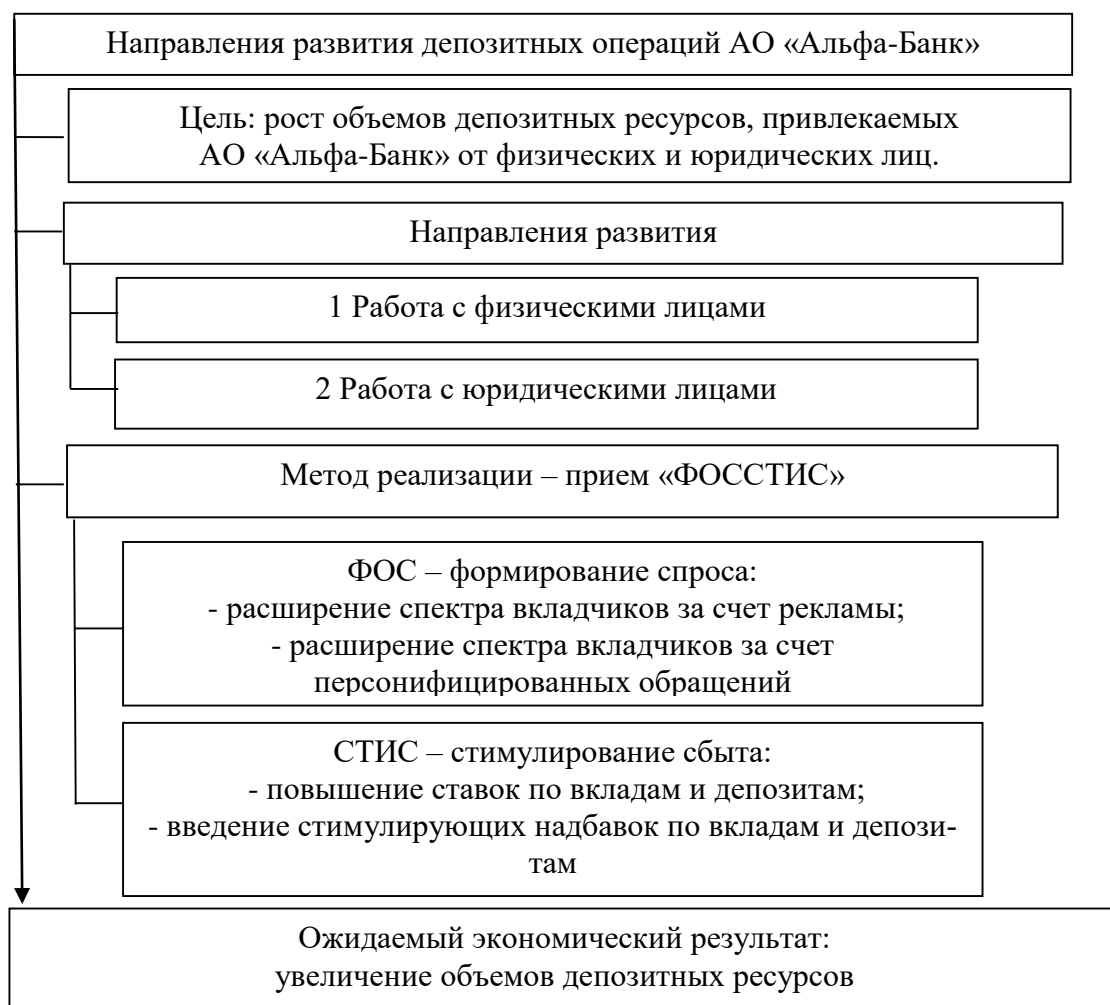 Направления развития депозитных операций АО «Альфа-Банк»
Цель: рост объемов депозитных ресурсов, привлекаемых
АО «Альфа-Банк» от физических и юридических лиц.
Направления развития
1 Работа с физическими лицами
2 Работа с юридическими лицами
Метод реализации – прием «ФОССТИС»
ФОС – формирование спроса:
- расширение спектра вкладчиков за счет рекламы;
- расширение спектра вкладчиков за счет
персонифицированных обращений
СТИС – стимулирование сбыта:
- повышение ставок по вкладам и депозитам;
- введение стимулирующих надбавок по вкладам и депози-
там
Ожидаемый экономический результат:
увеличение объемов депозитных ресурсов